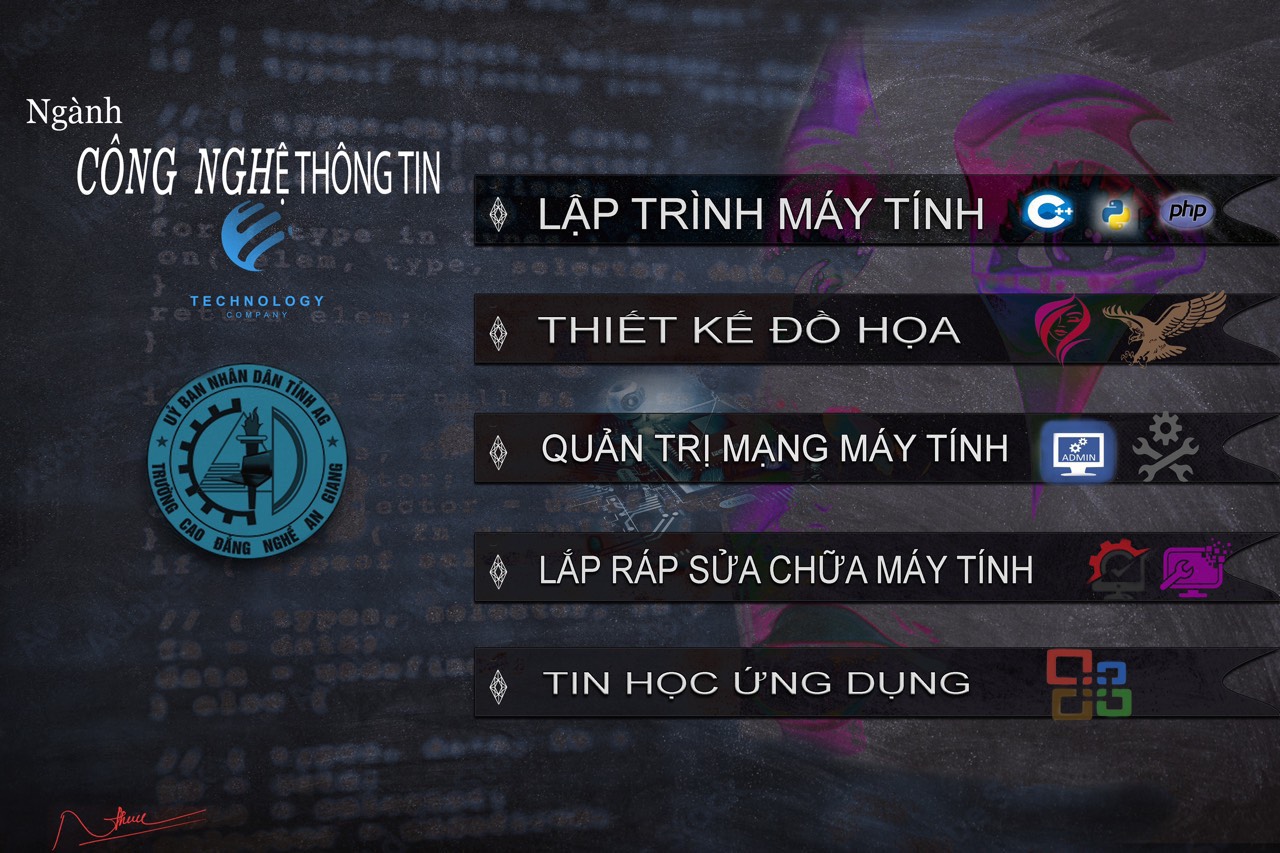 Ngành
CÔNG NGHỆ THÔNG TIN
TECHNOLOGY
COMPANY
UỶ BAN NHÂN DÂN TỈNH AG
TRƯỜNG CAO ĐẲNG NGHỀ AN GIANG
LẬP TRÌNH MÁY TÍNH
C++
php
THIẾT KẾ ĐỒ HỌA
QUẢN TRỊ MẠNG MÁY TÍNH
ADMIN
LẮP RÁP SỬA CHỮA MÁY TÍNH
TIN HỌC ỨNG DỤNG